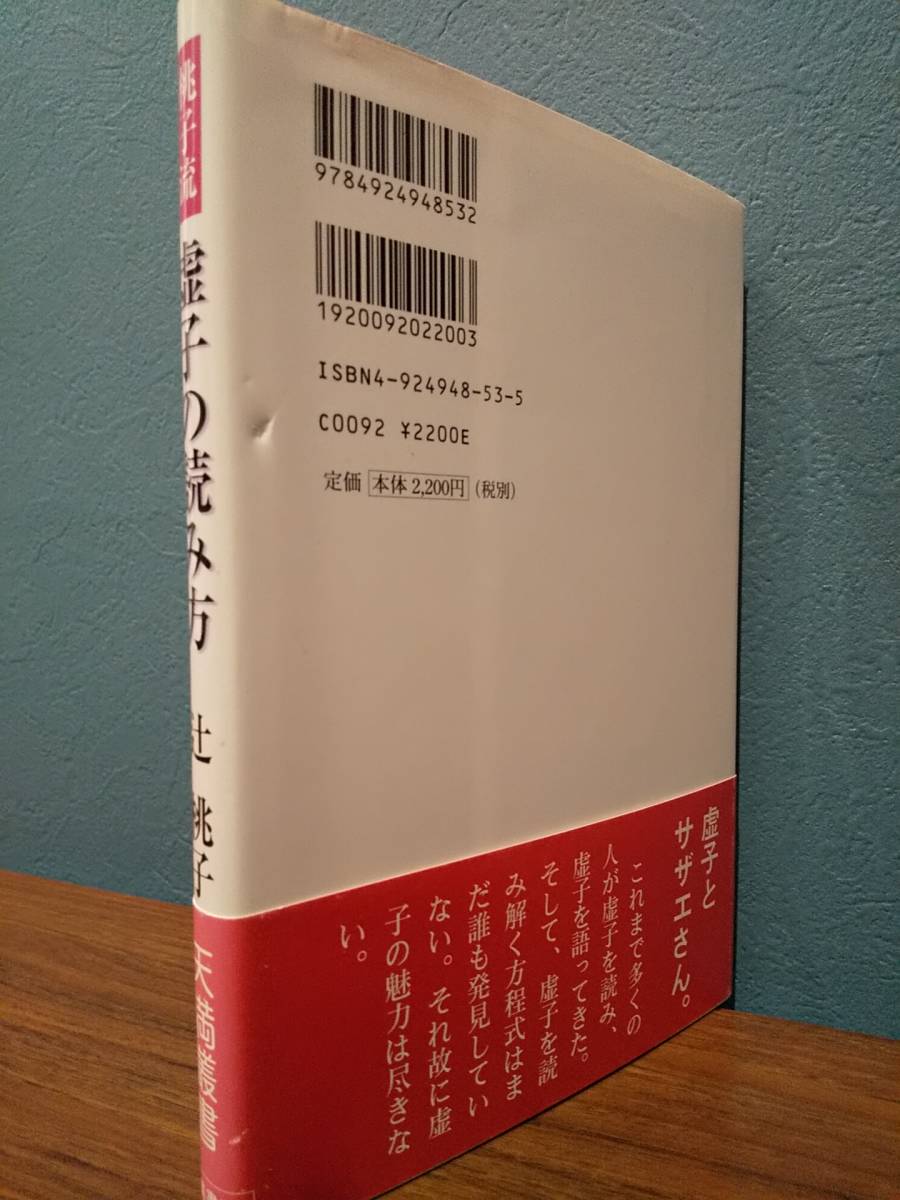 桃子流
虚子の読み方
辻 桃子
天満叢書
9784924948532
1920092022003
ISBN4-924948-53-5
C0092 ¥2200E
定価 本体2,200円 (税別)
虚子と
サザエさん。
これまで多くの
人が虚子を読み、
虚子を語ってきた。
そして、虚子を読
み解く方程式はま
だ誰も発見してい
ない。それ故に虚
子の魅力は尽きな
い。